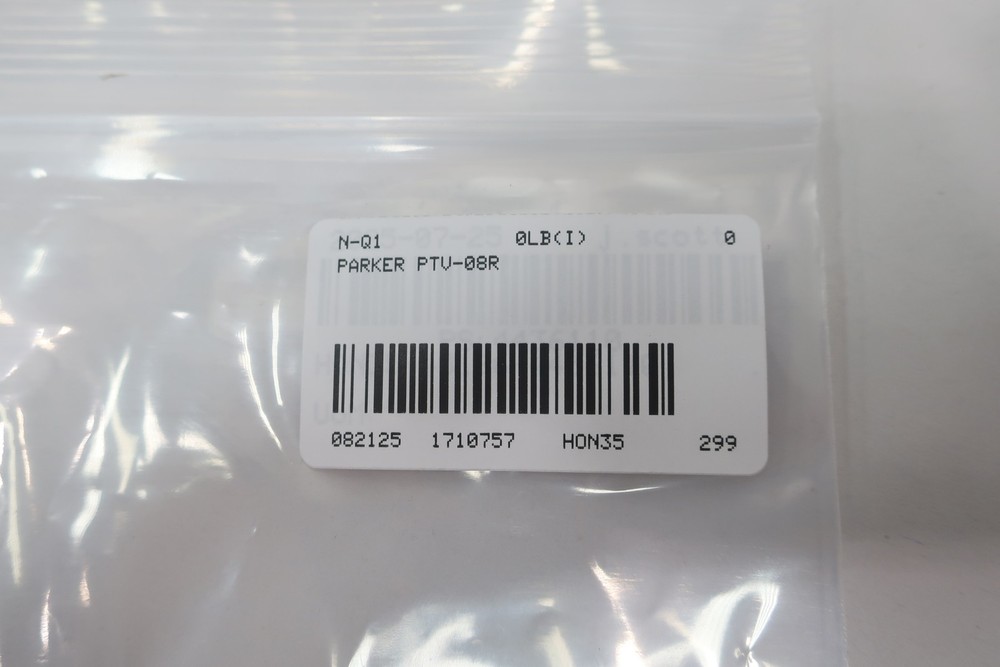 N-Q1 0LB(I) 0
PARKER PTV-08R
082125 1710757 HON35 299